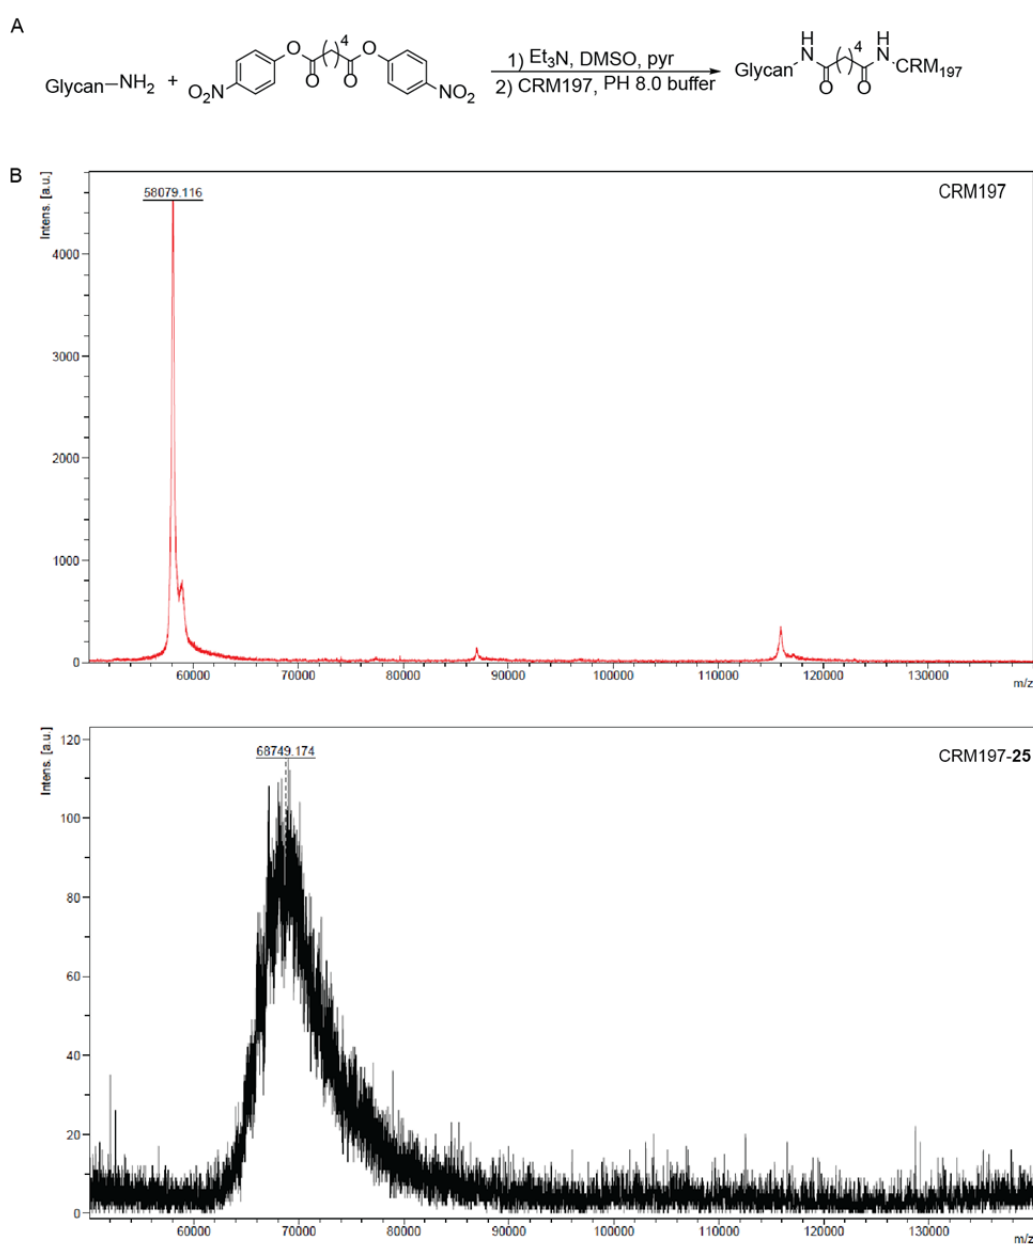 A
Glycan—NH2 + O2N O O O O 4 NO2
1) Et3N, DMSO, pyr
2) CRM197, PH 8.0 buffer
Glycan H N O 4 O H N CRM197
B
CRM197
58079.116
Intens. [a.u.]
4000
3000
2000
1000
0
60000 70000 80000 90000 100000 110000 120000 130000
m/z
CRM197-25
68749.174
Intens. [a.u.]
120
100
80
60
40
20
0
60000 70000 80000 90000 100000 110000 120000 130000
m/z